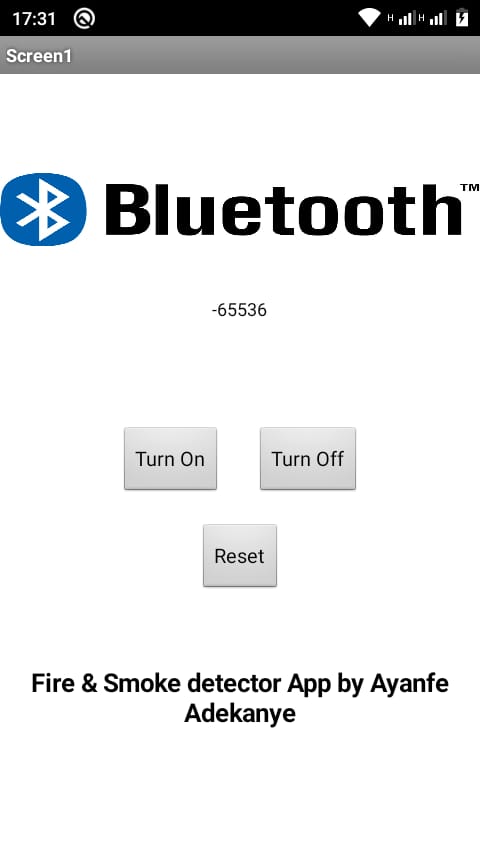 17:31 H H
Screen1
Bluetooth™
-65536
Turn On Turn Off
Reset
Fire & Smoke detector App by Ayanfe
Adekanye